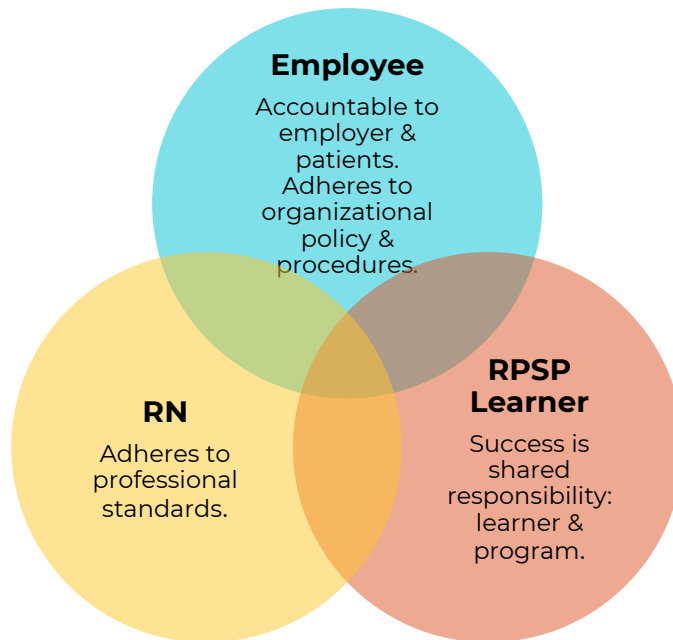 Employee
Accountable to
employer &
patients.
Adheres to
organizational
policy &
procedures.
RN
Adheres to
professional
standards.
RPSP
Learner
Success is
shared
responsibility:
learner &
program.